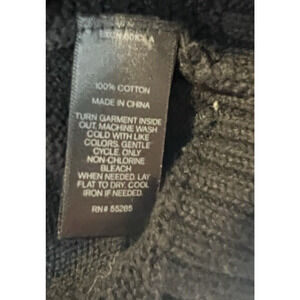 100% COTTON
MADE IN CHINA
TURN GARMENT INSIDE
OUT. MACHINE WASH
COLD WITH LIKE
COLORS. GENTLE
CYCLE. ONLY
NON-CHLORINE
BLEACH
WHEN NEEDED. LAY
FLAT TO DRY. COOL
IRON IF NEEDED.
RN# 55285